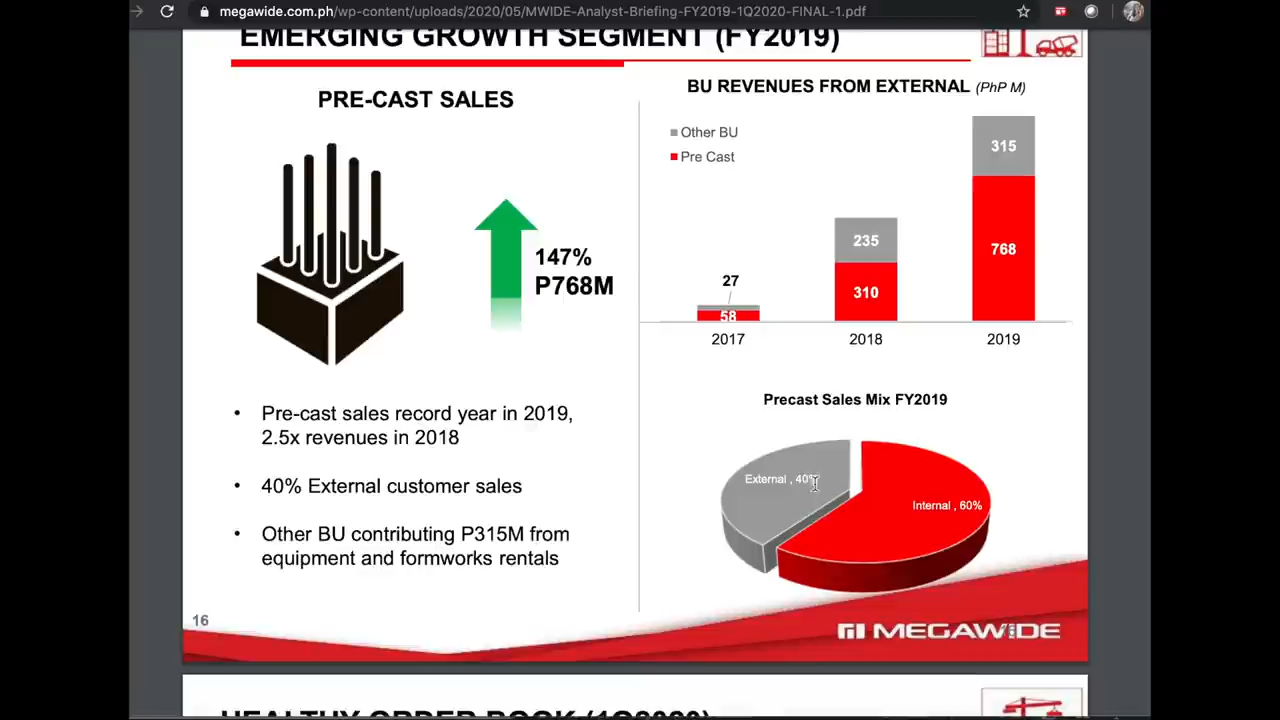 megawide.com.ph/wp-content/uploads/2020/05/MWIDE-Analyst-Briefing-FY2019-1Q2020-FINAL-1.pdf
EMERGING GROWTH SEGMENT (FY2019)
PRE-CAST SALES
147%
P768M
• Pre-cast sales record year in 2019,
2.5x revenues in 2018
• 40% External customer sales
• Other BU contributing P315M from
equipment and formworks rentals
BU REVENUES FROM EXTERNAL (PhP M)
Other BU
Pre Cast
315
768
235
310
27
58
2017
2018
2019
Precast Sales Mix FY2019
External , 40%
Internal , 60%
16
MEGAWIDE
HEALTHY ORDER BOOK (1Q2020)